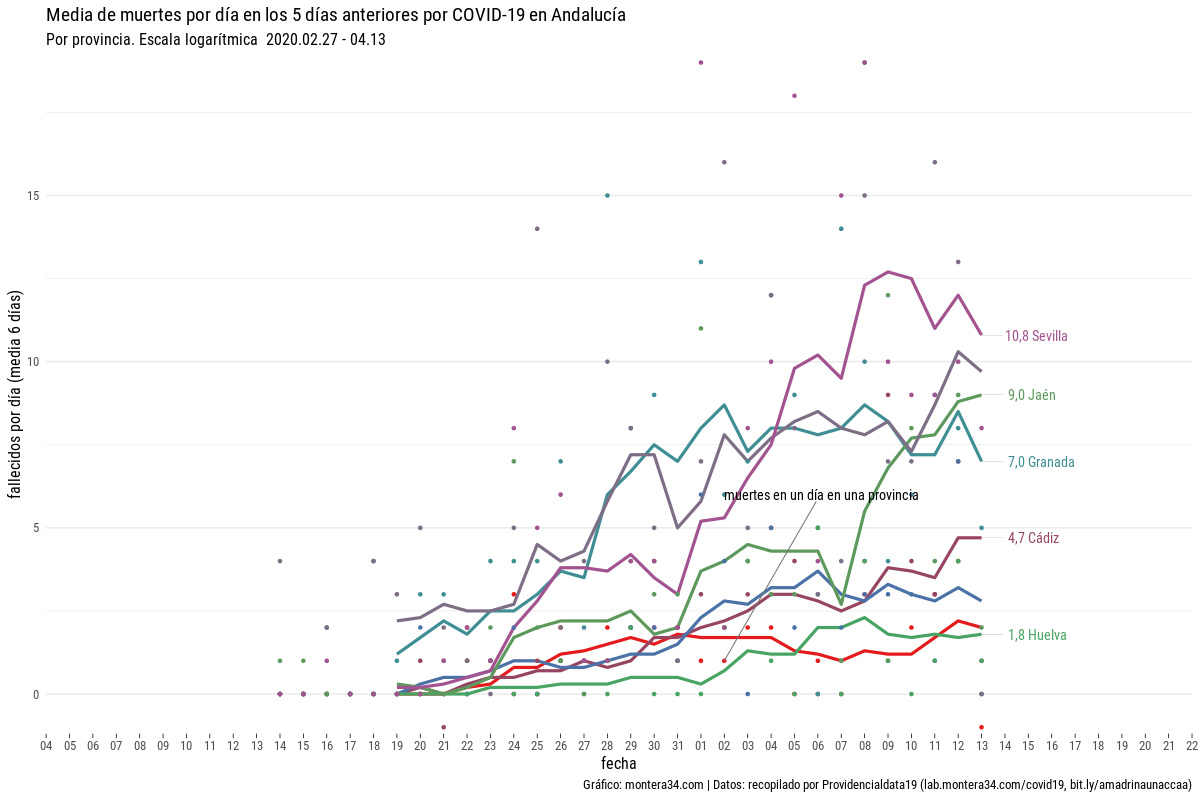 Media de muertes por día en los 5 días anteriores por COVID-19 en Andalucía
Por provincia. Escala logarítmica 2020.02.27 - 04.13
fallecidos por día (media 6 días)
15
10
5
0
10,8 Sevilla
9,0 Jaén
7,0 Granada
muertes en un día en una provincia
4,7 Cádiz
1,8 Huelva
04 05 06 07 08 09 10 11 12 13 14 15 16 17 18 19 20 21 22 23 24 25 26 27 28 29 30 31 01 02 03 04 05 06 07 08 09 10 11 12 13 14 15 16 17 18 19 20 21 22
fecha
Gráfico: montera34.com | Datos: recopilado por Providencialdata19 (lab.montera34.com/covid19, bit.ly/amadrinaunaccaa)